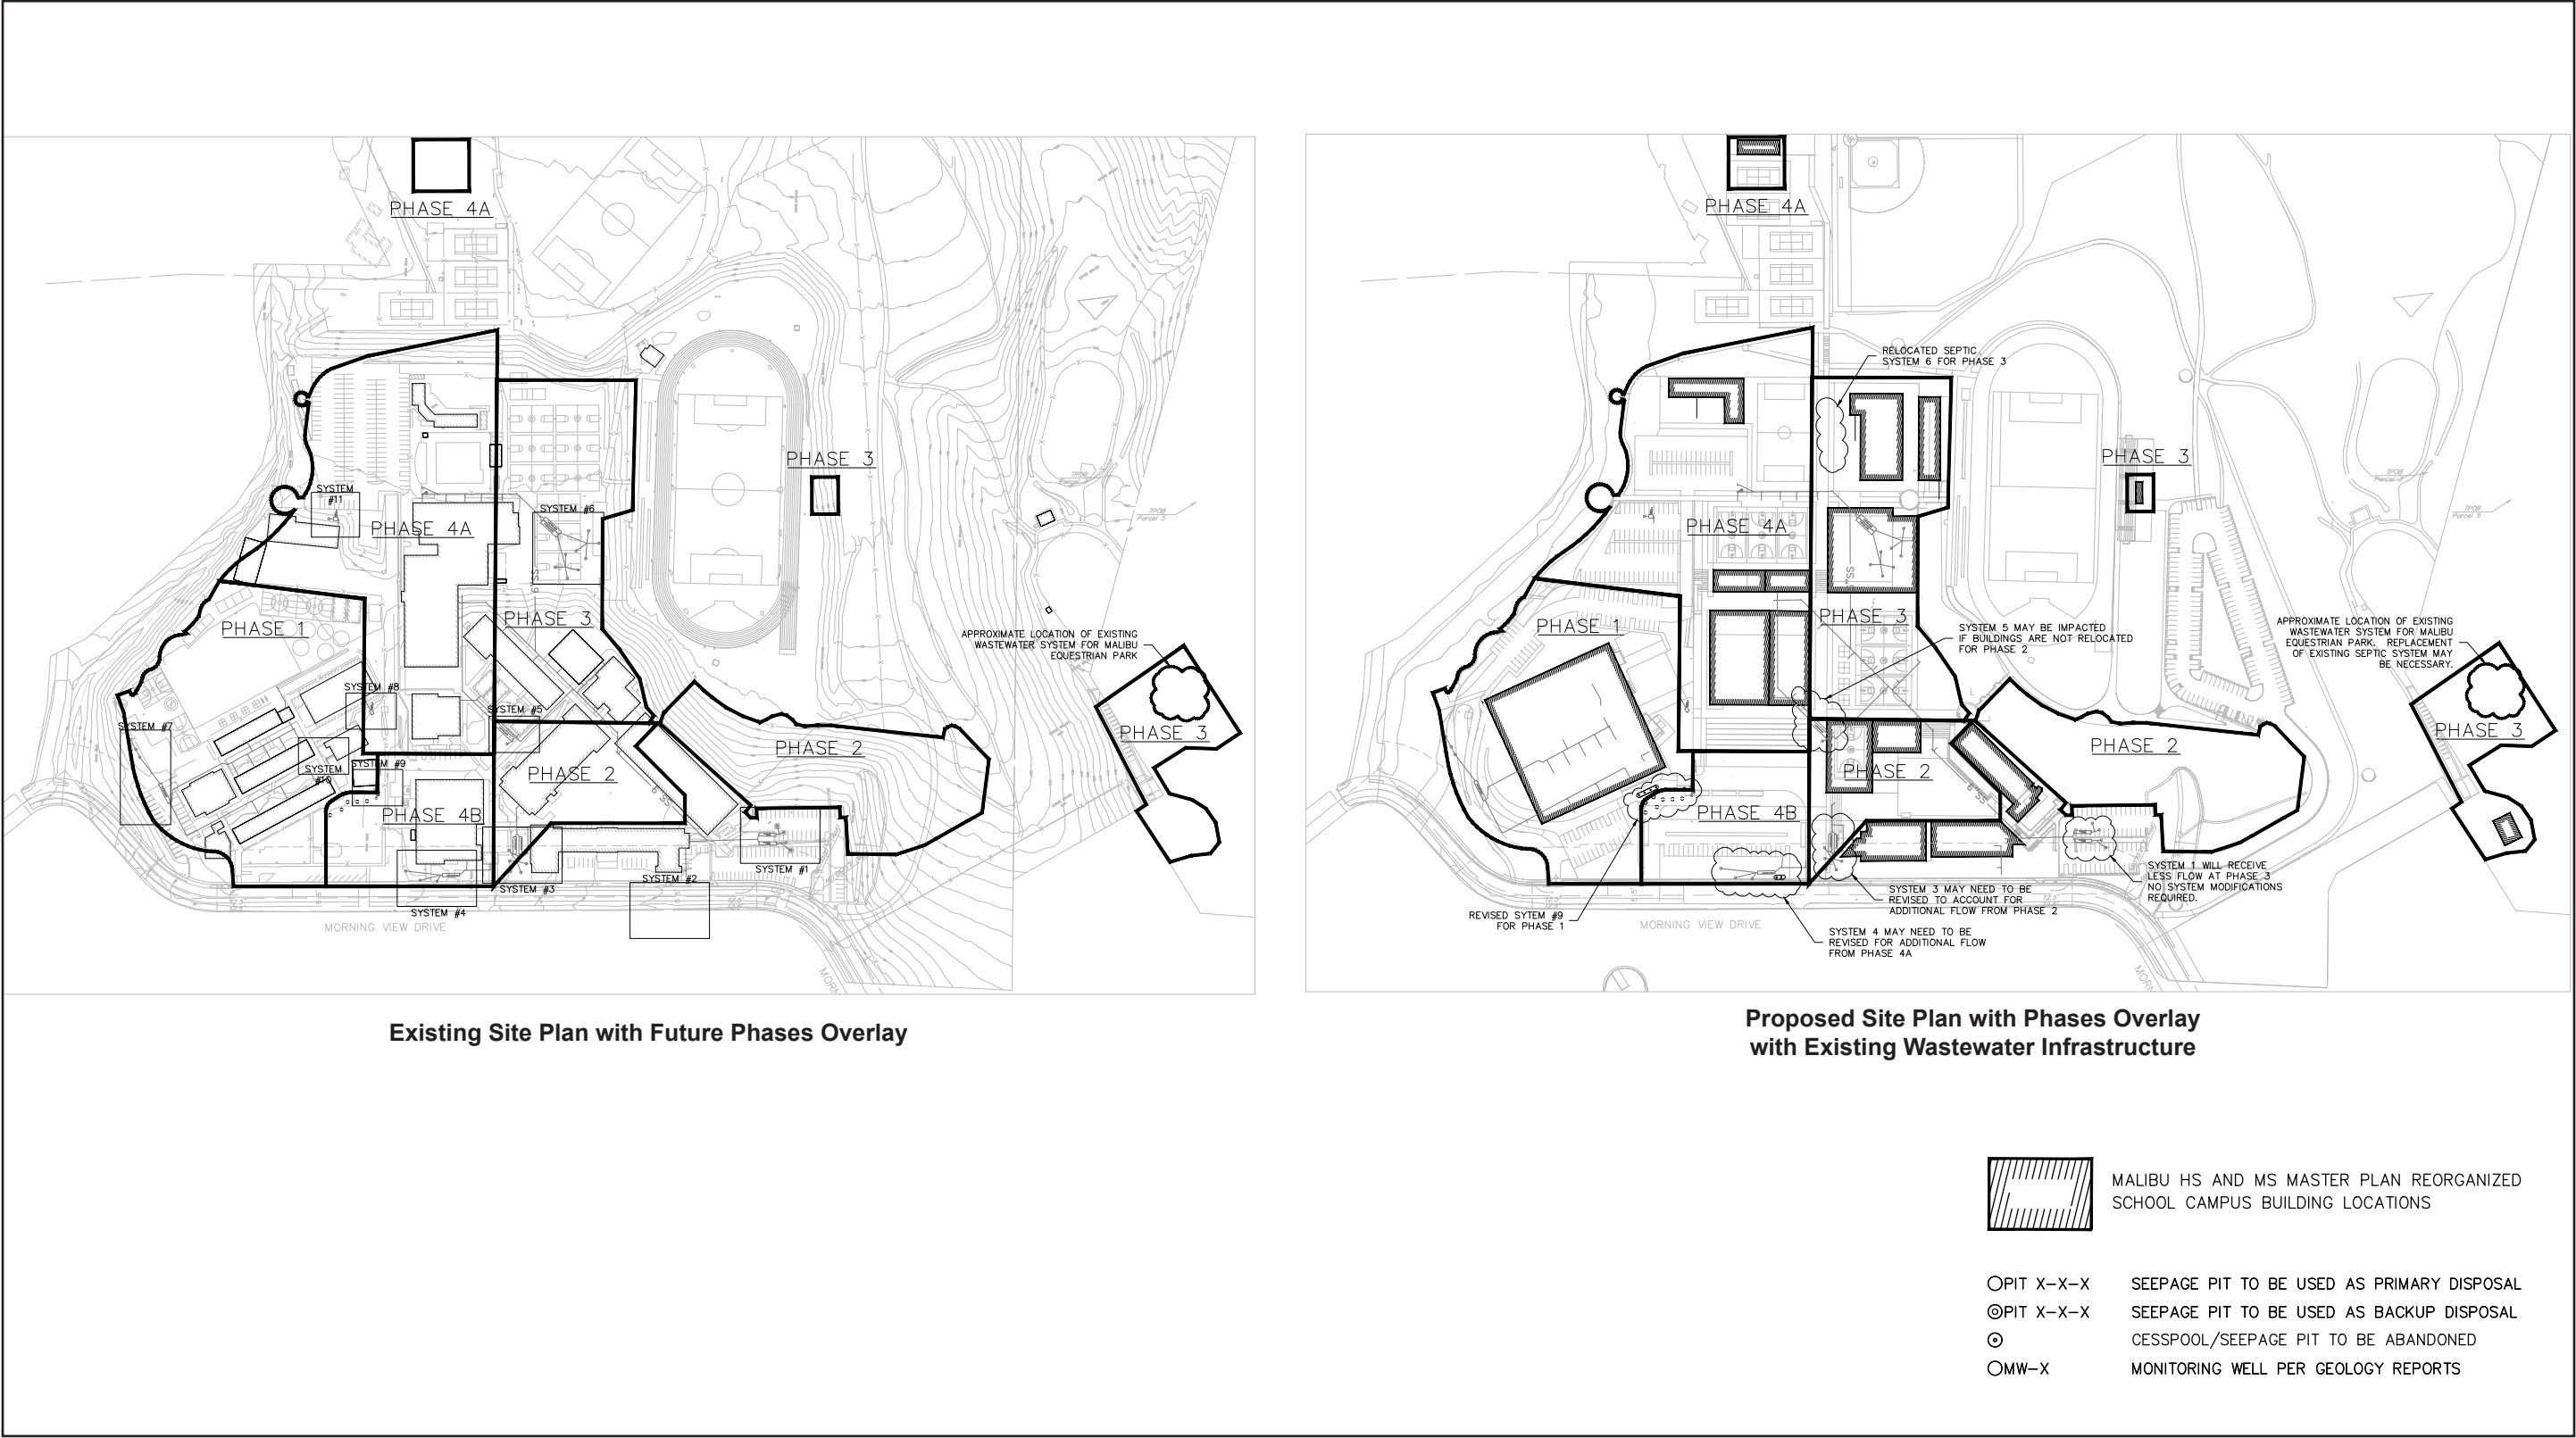 PHASE 4A
SYSTEM
#11
PHASE 4A
SYSTEM #6
PHASE 3
6"SS
PHASE 3
PHASE 1
SYSTEM #8
SYSTEM #7
SYSTEM #5
SYSTEM
#10
SYSTEM #9
PHASE 2
PHASE 2
PHASE 4B
SYSTEM #1
SYSTEM #2
SYSTEM #3
SYSTEM #4
MORNING VIEW DRIVE
MORN
APPROXIMATE LOCATION OF EXISTING
WASTEWATER SYSTEM FOR MALIBU
EQUESTRIAN PARK
PHASE 3
TPOB
Parcel 3
Existing Site Plan with Future Phases Overlay
PHASE 4A
RELOCATED SEPTIC
SYSTEM 6 FOR PHASE 3
PHASE 3
PHASE 4A
PHASE 3
PHASE 1
SYSTEM 5 MAY BE IMPACTED
IF BUILDINGS ARE NOT RELOCATED
FOR PHASE 2
APPROXIMATE LOCATION OF EXISTING
WASTEWATER SYSTEM FOR MALIBU
EQUESTRIAN PARK. REPLACEMENT
OF EXISTING SEPTIC SYSTEM MAY
BE NECESSARY.
PHASE 3
TPOB
Parcel 3
PHASE 2
PHASE 2
PHASE 4B
SYSTEM 1 WILL RECEIVE
LESS FLOW AT PHASE 3
NO SYSTEM MODIFICATIONS
REQUIRED.
SYSTEM 3 MAY NEED TO BE
REVISED TO ACCOUNT FOR
ADDITIONAL FLOW FROM PHASE 2
REVISED SYTEM #9
FOR PHASE 1
MORNING VIEW DRIVE
SYSTEM 4 MAY NEED TO BE
REVISED FOR ADDITIONAL FLOW
FROM PHASE 4A
MORN
Proposed Site Plan with Phases Overlay
with Existing Wastewater Infrastructure
MALIBU HS AND MS MASTER PLAN REORGANIZED
SCHOOL CAMPUS BUILDING LOCATIONS
PIT X-X-X SEEPAGE PIT TO BE USED AS PRIMARY DISPOSAL
PIT X-X-X SEEPAGE PIT TO BE USED AS BACKUP DISPOSAL
CESSPOOL/SEEPAGE PIT TO BE ABANDONED
MW-X MONITORING WELL PER GEOLOGY REPORTS